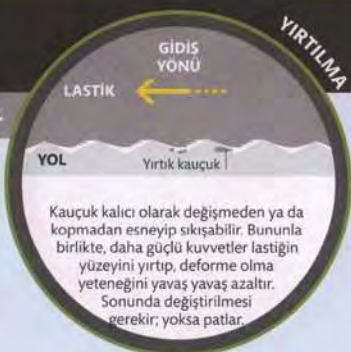 YIRTILMA
GİDİŞ
YÖNÜ
LASTİK
YOL
Yırtık kauçuk
Kauçuk kalıcı olarak değişmeden ya da
kopmadan esneyip sıkışabilir. Bununla
birlikte, daha güçlü kuvvetler lastiğin
yüzeyini yırtıp, deforme olma
yeteneğini yavaş yavaş azaltır.
Sonunda değiştirilmesi
gerekir; yoksa patlar.